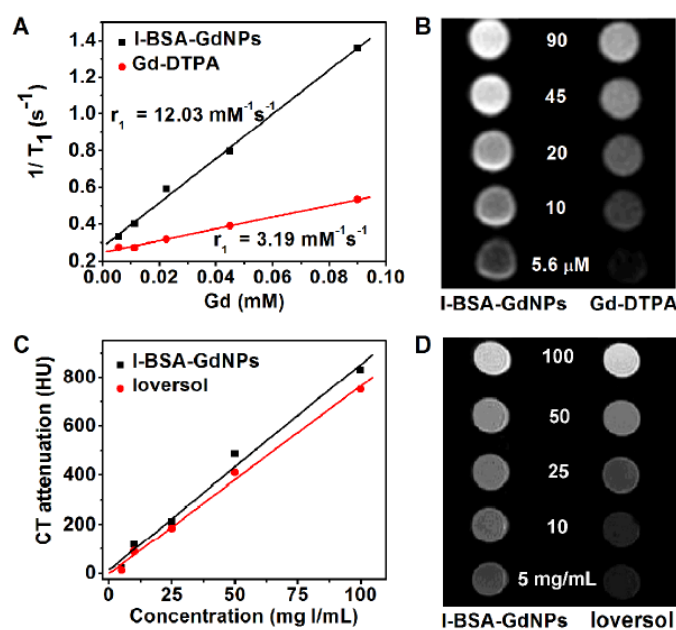 A
1/ T1 (s-1)
1.4
1.2
1.0
0.8
0.6
0.4
0.2
I-BSA-GdNPs
Gd-DTPA
r1 = 12.03 mM-1s-1
r1 = 3.19 mM-1s-1
0.00 0.02 0.04 0.06 0.08 0.10
Gd (mM)
B
90
45
20
10
5.6 μM
I-BSA-GdNPs Gd-DTPA
C
CT attenuation (HU)
800
600
400
200
0
I-BSA-GdNPs
Ioversol
0 25 50 75 100
Concentration (mg I/mL)
D
100
50
25
10
5 mg/mL
I-BSA-GdNPs Ioversol